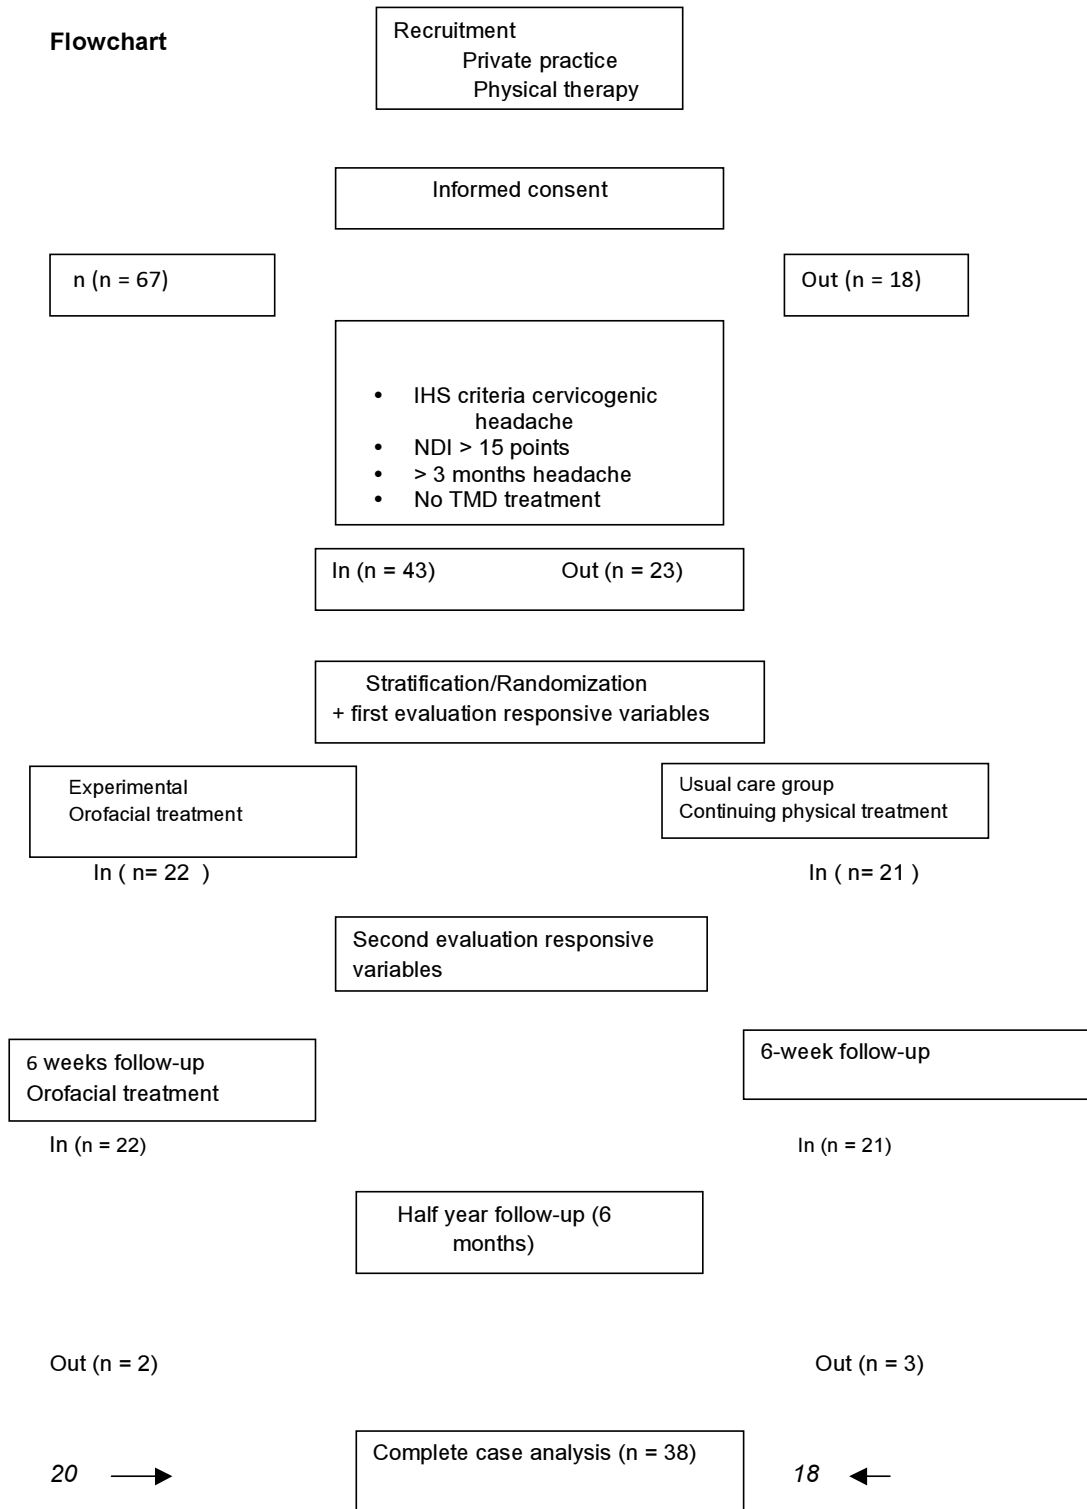 Flowchart
Recruitment
Private practice
Physical therapy
Informed consent
n (n = 67)
Out (n = 18)
• IHS criteria cervicogenic
headache
• NDI > 15 points
• > 3 months headache
• No TMD treatment
In (n = 43) Out (n = 23)
Stratification/Randomization
+ first evaluation responsive variables
Experimental
Orofacial treatment
Usual care group
Continuing physical treatment
In ( n= 22 )
In ( n= 21 )
Second evaluation responsive
variables
6 weeks follow-up
Orofacial treatment
6-week follow-up
In (n = 22)
In (n = 21)
Half year follow-up (6
months)
Out (n = 2)
Out (n = 3)
Complete case analysis (n = 38)
20
18